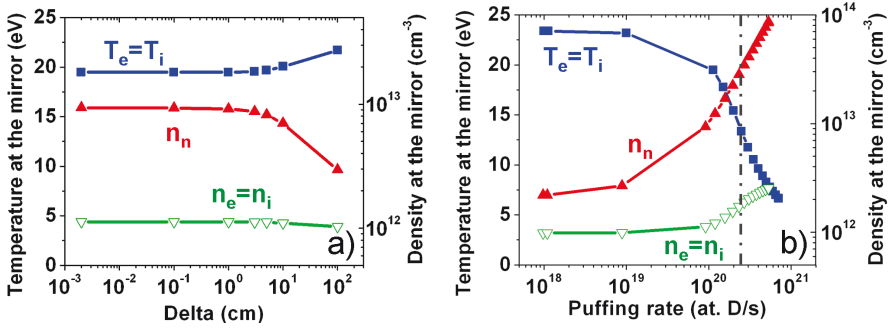 Temperature at the mirror (eV)
25
20
15
10
5
0
T_e=T_i
n_n
n_e=n_i
a)
10^13
10^12
Density at the mirror (cm^-3)
10^-3 10^-2 10^-1 10^0 10^1 10^2
Delta (cm)
Temperature at the mirror (eV)
25
20
15
10
5
0
T_e=T_i
n_n
n_e=n_i
b)
10^14
10^13
10^12
Density at the mirror (cm^-3)
10^18 10^19 10^20 10^21
Puffing rate (at. D/s)